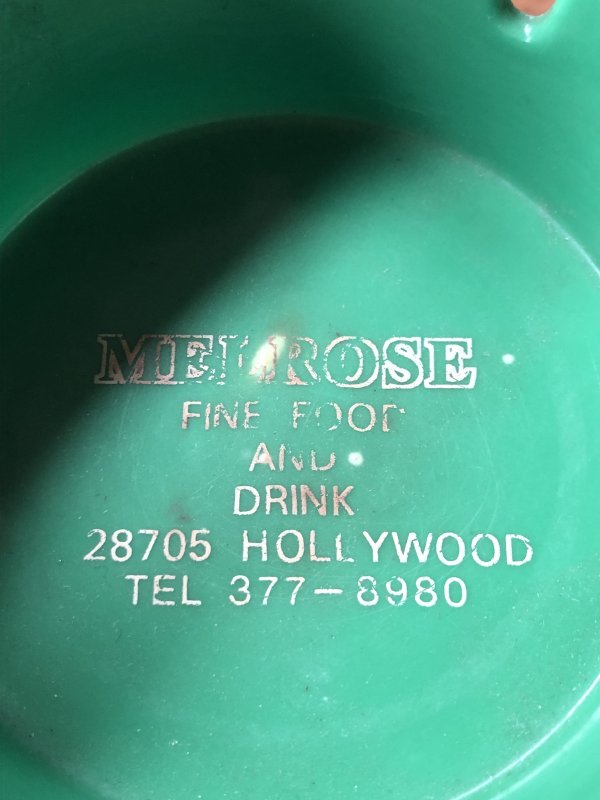 MELROSE
FINE FOOD
AND
DRINK
28705 HOLLYWOOD
TEL 377-8980